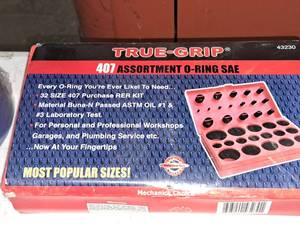 TRUE-GRIP®
43230
407 ASSORTMENT O-RING SAE
Every O-Ring You're Ever Likely To Need...
• 32 SIZE 407 Purchase RER KIT
• Material Buna-N Passed ASTM OIL #1 &
#3 Laboratory Test.
• For Personal and Professional Workshops
Garages, and Plumbing Service etc.
...Now At Your Fingertips
MOST POPULAR SIZES!
Mechanics